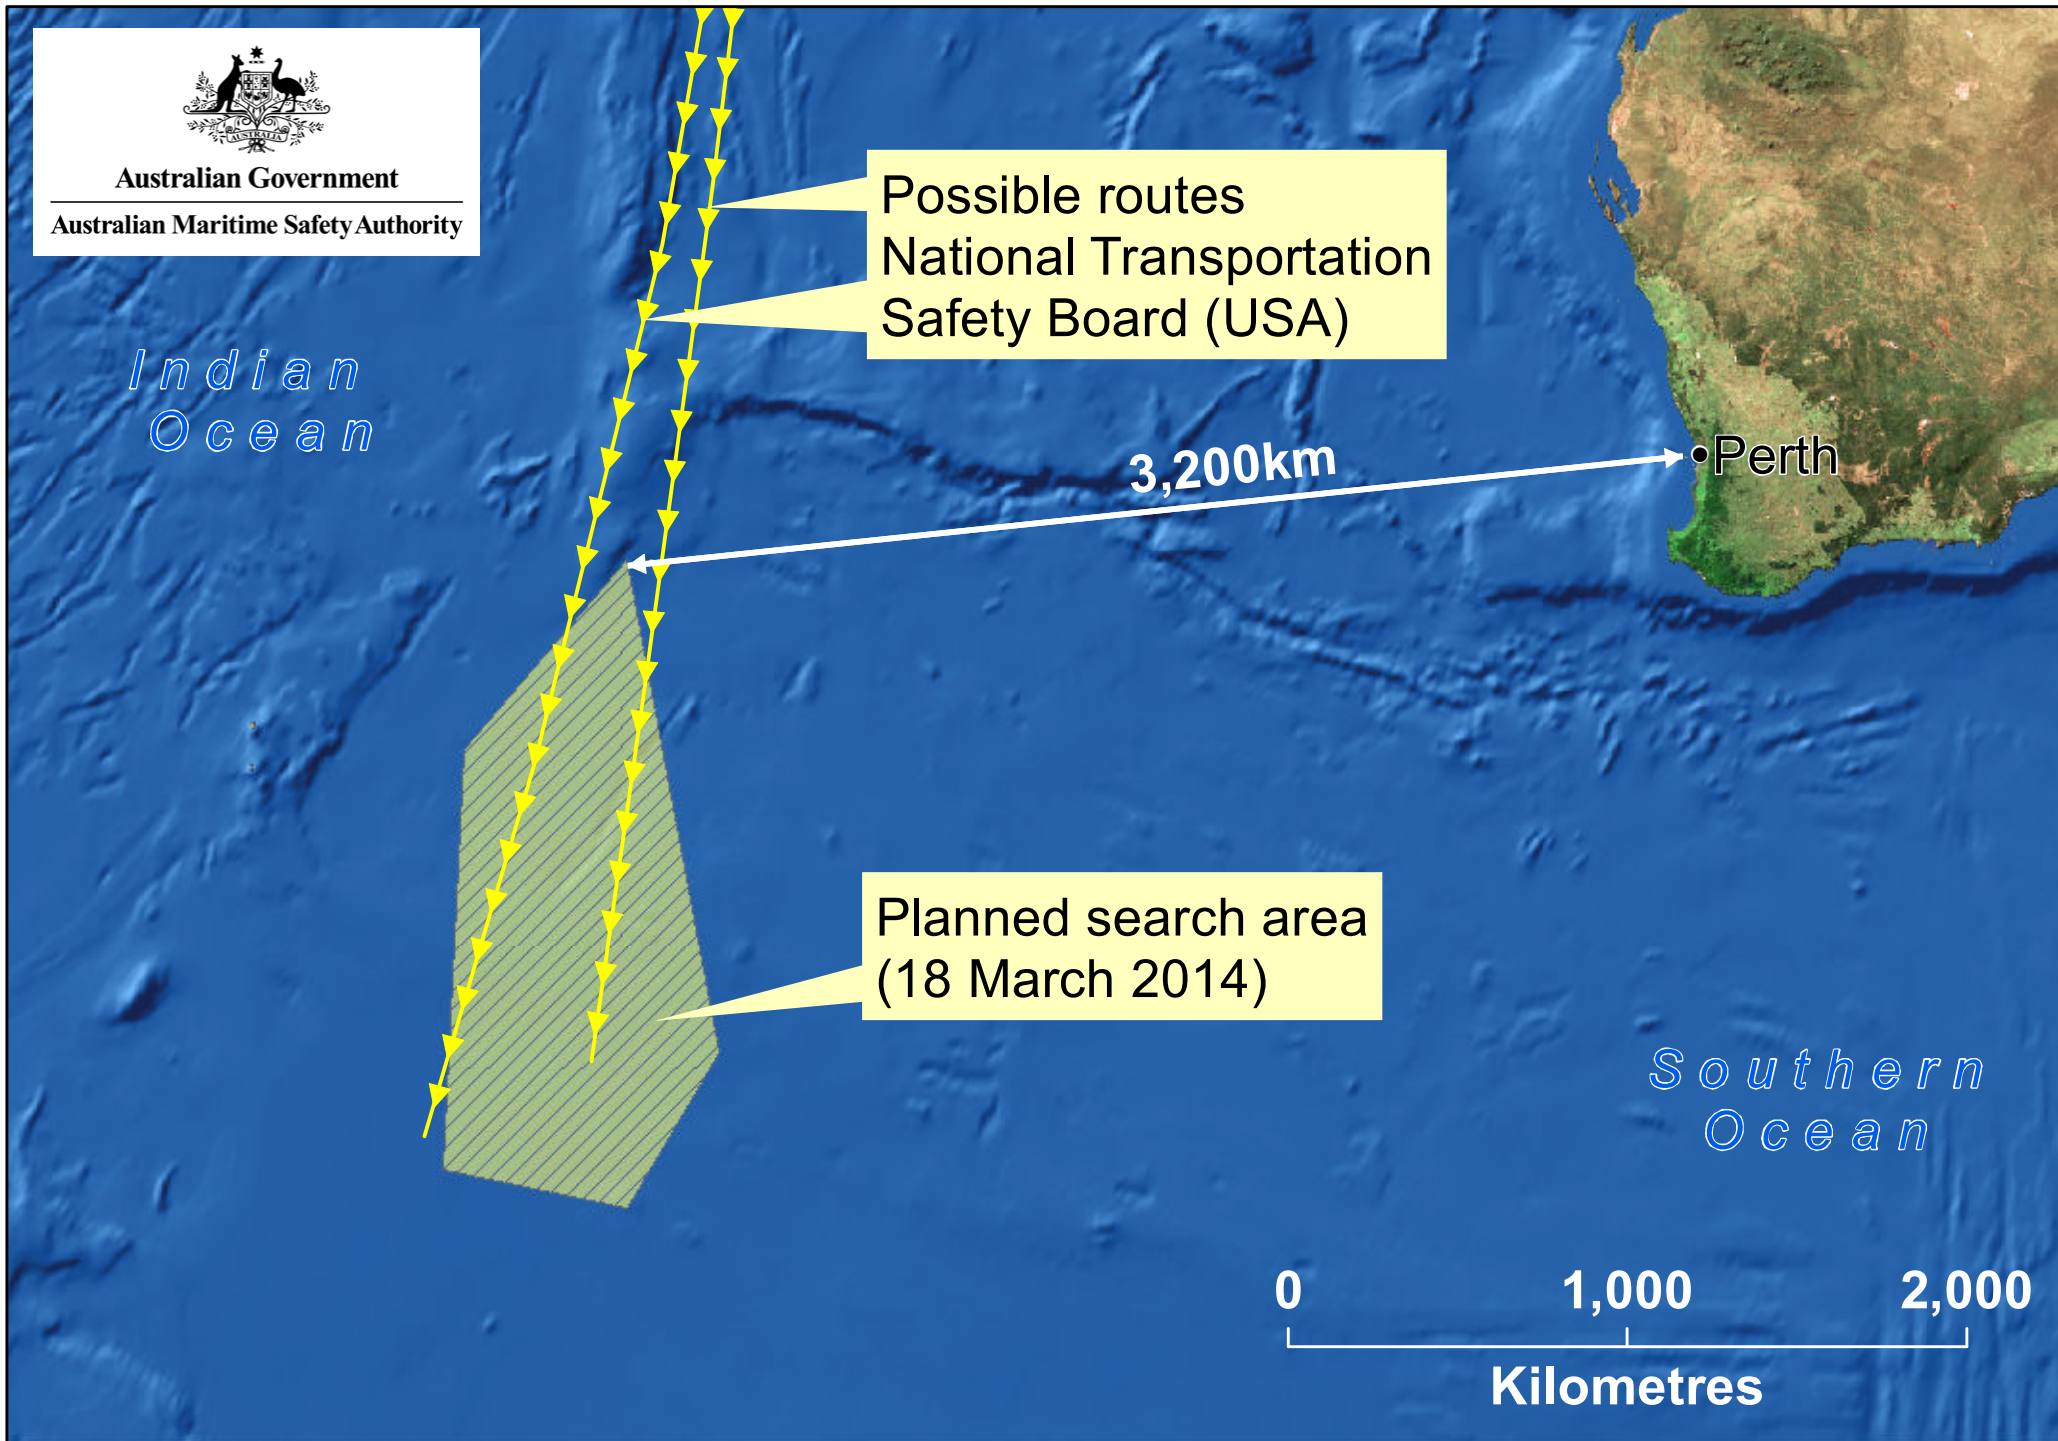 AUSTRALIA
Australian Government
Australian Maritime Safety Authority
Possible routes
National Transportation
Safety Board (USA)
Indian
Ocean
3,200km
Perth
Planned search area
(18 March 2014)
Southern
Ocean
0 1,000 2,000
Kilometres